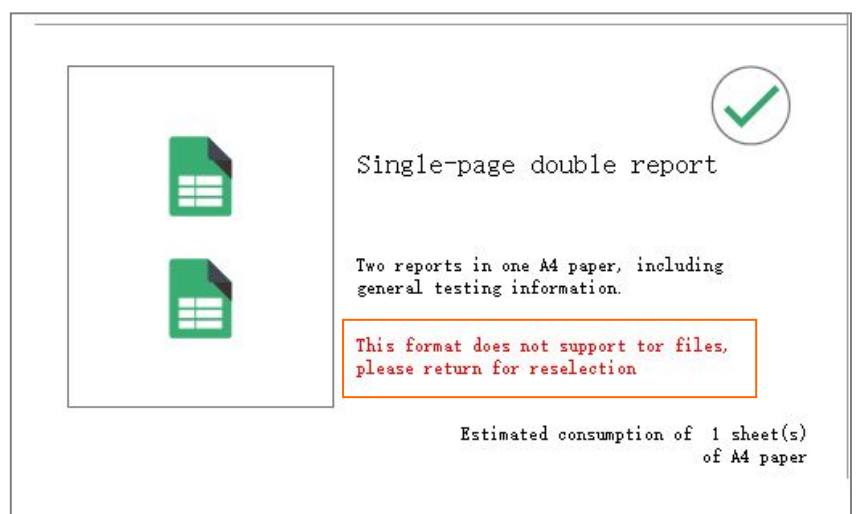 Single-page double report
Two reports in one A4 paper, including
general testing information.
This format does not support tor files,
please return for reselection
Estimated consumption of 1 sheet(s)
of A4 paper